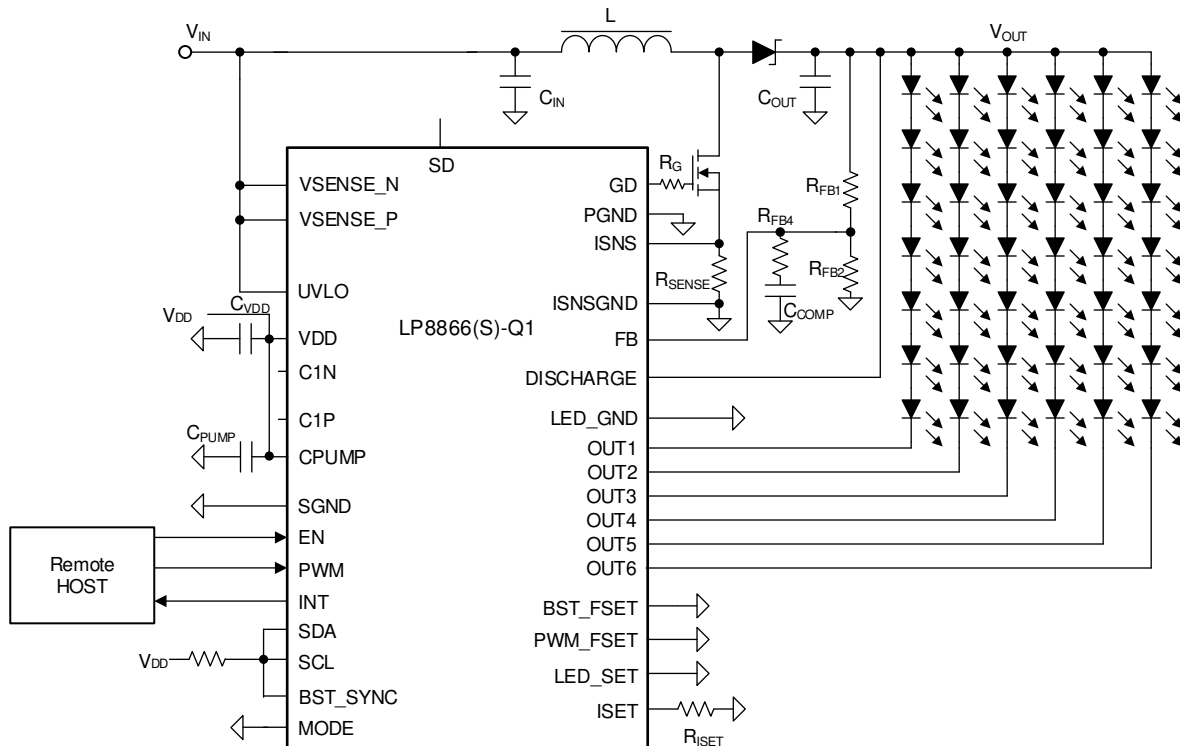 L
VIN
VOUT
CIN
COUT
SD
RG
GD
VSENSE_N
RFB1
PGND
VSENSE_P
RFB4
ISNS
RSENSE
RFB2
UVLO
ISNSGND
CCOMP
CVDD
VDD
LP8866(S)-Q1
VDD
FB
C1N
DISCHARGE
C1P
LED_GND
CPUMP
OUT1
CPUMP
OUT2
OUT3
SGND
OUT4
EN
OUT5
Remote
HOST
PWM
OUT6
INT
BST_FSET
SDA
PWM_FSET
VDD
SCL
LED_SET
BST_SYNC
ISET
MODE
RISET